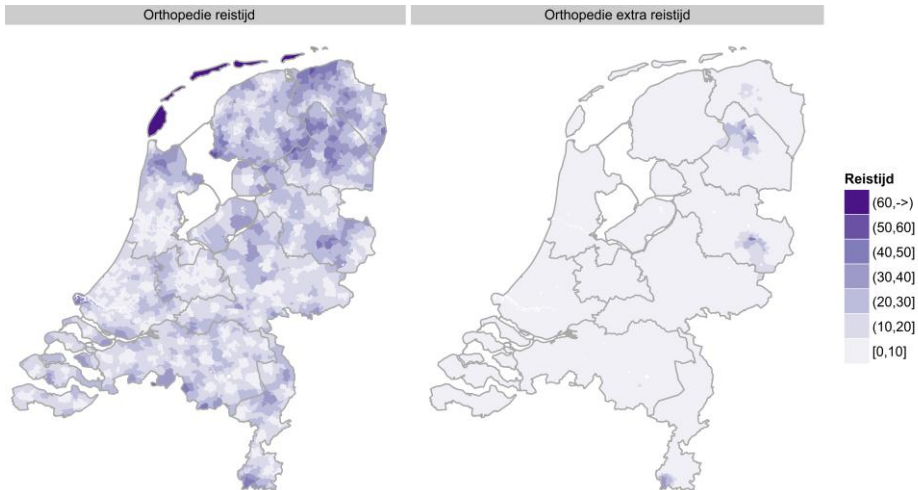 Orthopedie reistijd
Orthopedie extra reistijd
Reistijd
(60,->)
(50,60]
(40,50]
(30,40]
(20,30]
(10,20]
[0,10]